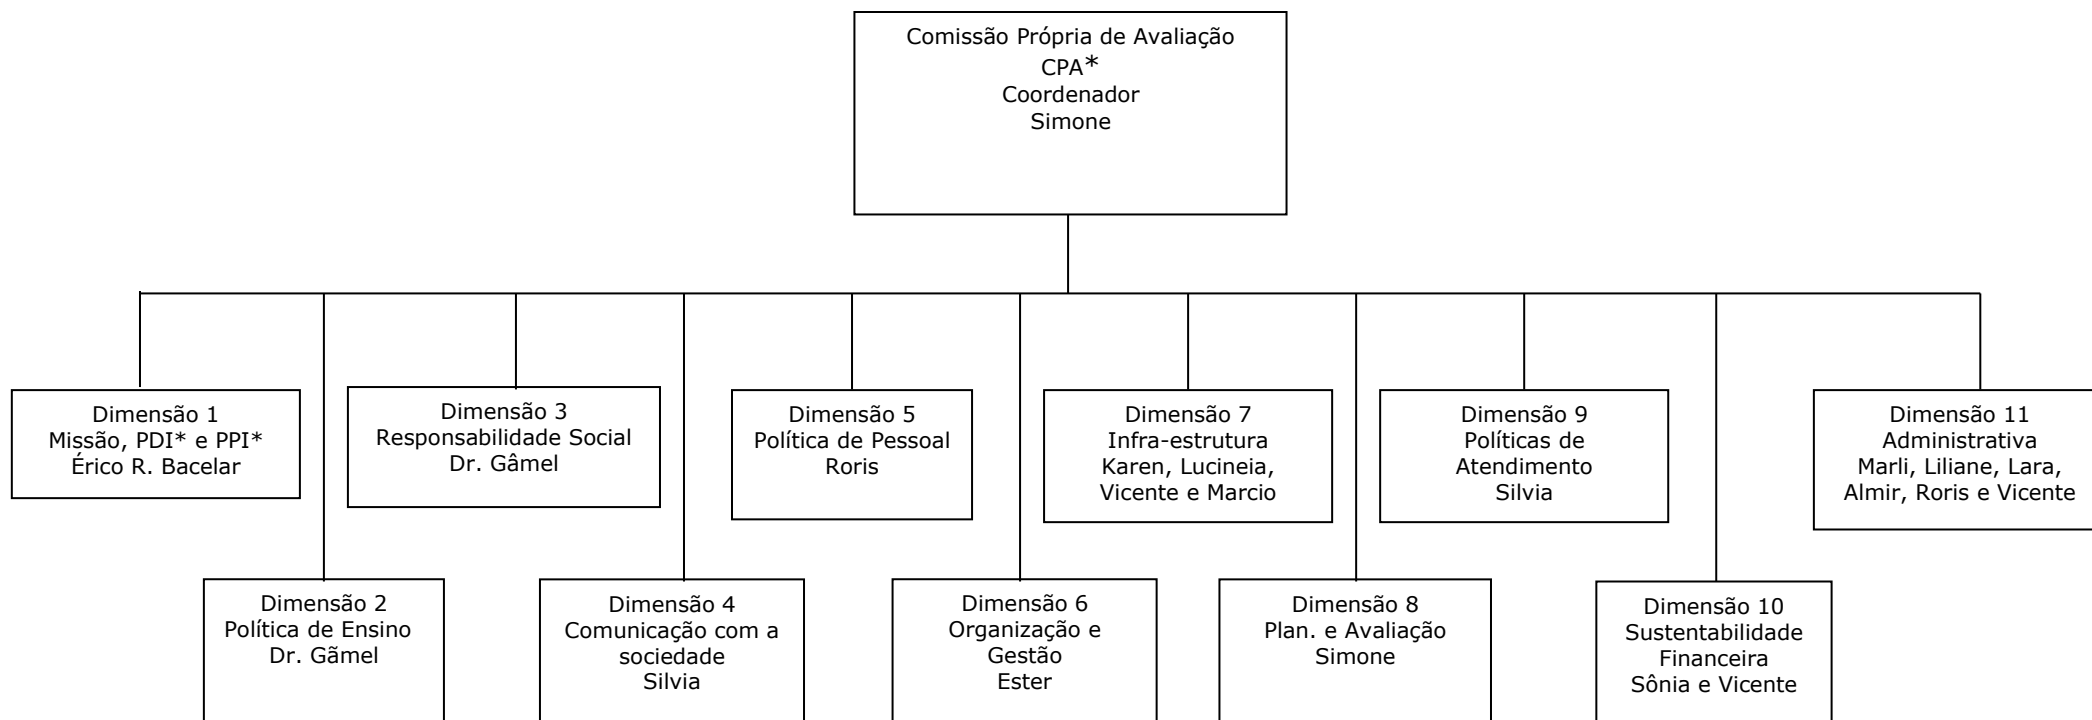 Comissão Própria de Avaliação
CPA*
Coordenador
Simone
Dimensão 1
Missão, PDI* e PPI*
Érico R. Bacelar
Dimensão 3
Responsabilidade Social
Dr. Gâmel
Dimensão 5
Política de Pessoal
Roris
Dimensão 7
Infra-estrutura
Karen, Lucineia,
Vicente e Marcio
Dimensão 9
Políticas de
Atendimento
Silvia
Dimensão 11
Administrativa
Marli, Liliane, Lara,
Almir, Roris e Vicente
Dimensão 2
Política de Ensino
Dr. Gãmel
Dimensão 4
Comunicação com a
sociedade
Silvia
Dimensão 6
Organização e
Gestão
Ester
Dimensão 8
Plan. e Avaliação
Simone
Dimensão 10
Sustentabilidade
Financeira
Sônia e Vicente